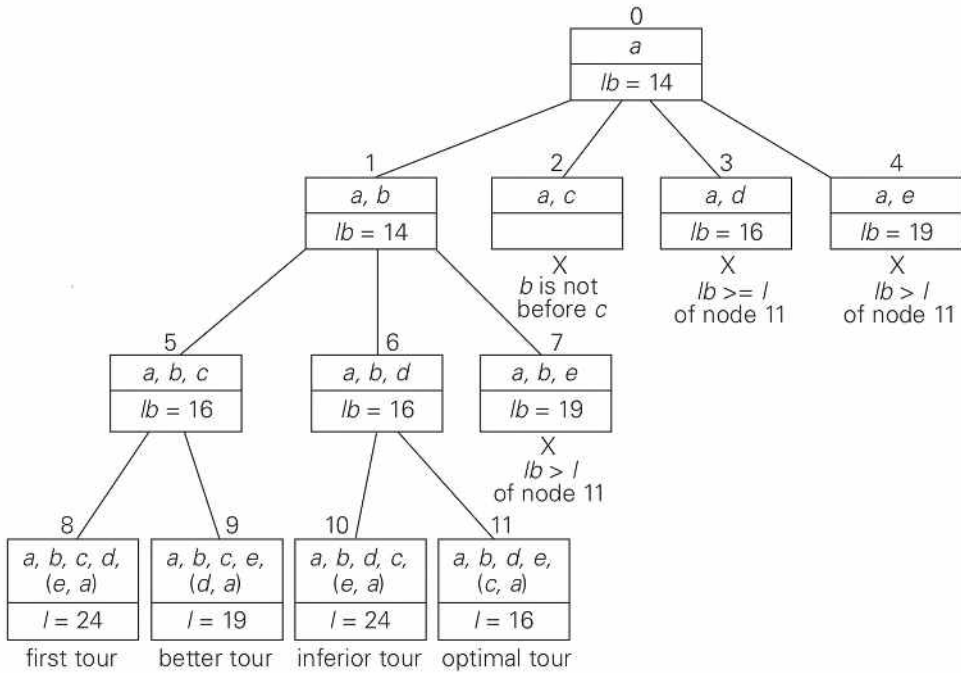 0
a
lb = 14
1
2
3
4
a, b
a, c
a, d
a, e
lb = 14
lb = 16
lb = 19
X
X
X
b is not
before c
lb >= l
of node 11
lb > l
of node 11
5
6
7
a, b, c
a, b, d
a, b, e
lb = 16
lb = 16
lb = 19
X
lb > l
of node 11
8
9
10
11
a, b, c, d,
(e, a)
a, b, c, e,
(d, a)
a, b, d, c,
(e, a)
a, b, d, e,
(c, a)
l = 24
l = 19
l = 24
l = 16
first tour
better tour
inferior tour
optimal tour